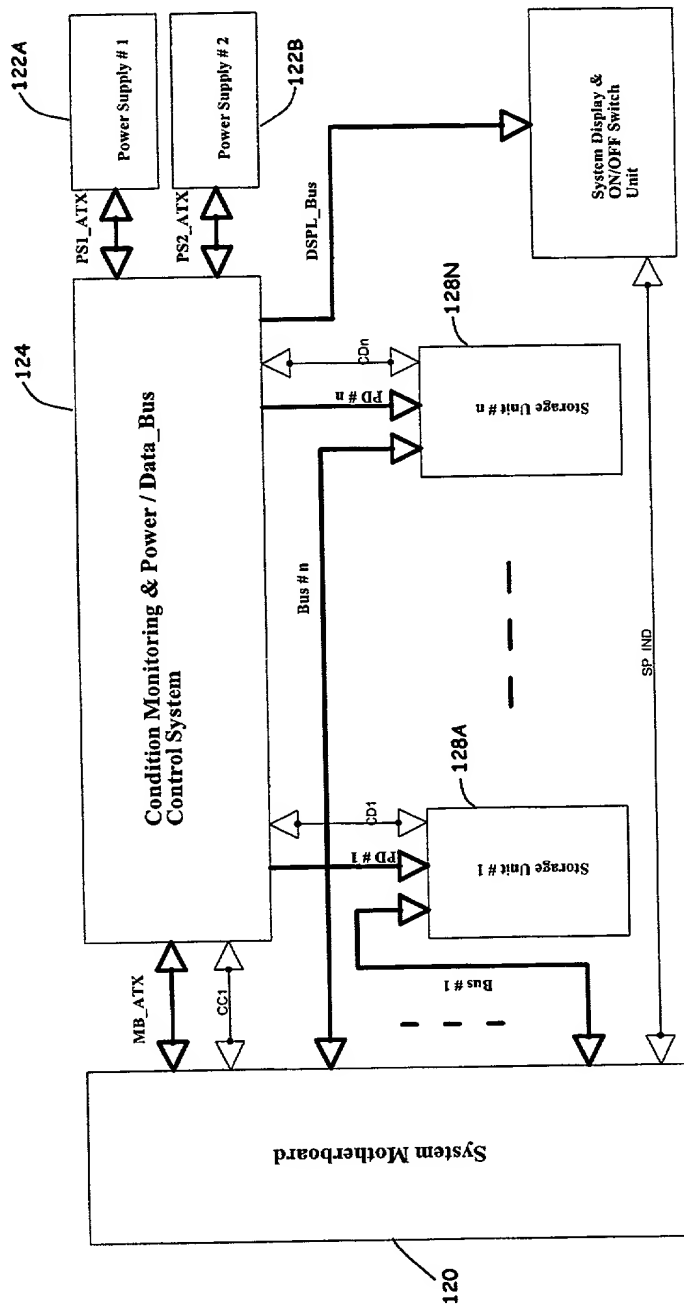 122A
Power Supply # 1
PS1_ATX
Power Supply # 2
122B
PS2_ATX
124
Condition Monitoring & Power / Data_Bus
Control System
DSPL_Bus
System Display &
ON/OFF Switch
Unit
MB_ATX
CC1
CD1
PD # 1
CDn
PD # n
128N
Storage Unit # n
Bus # n
128A
Storage Unit # 1
Bus # 1
SP_IND
System Motherboard
120